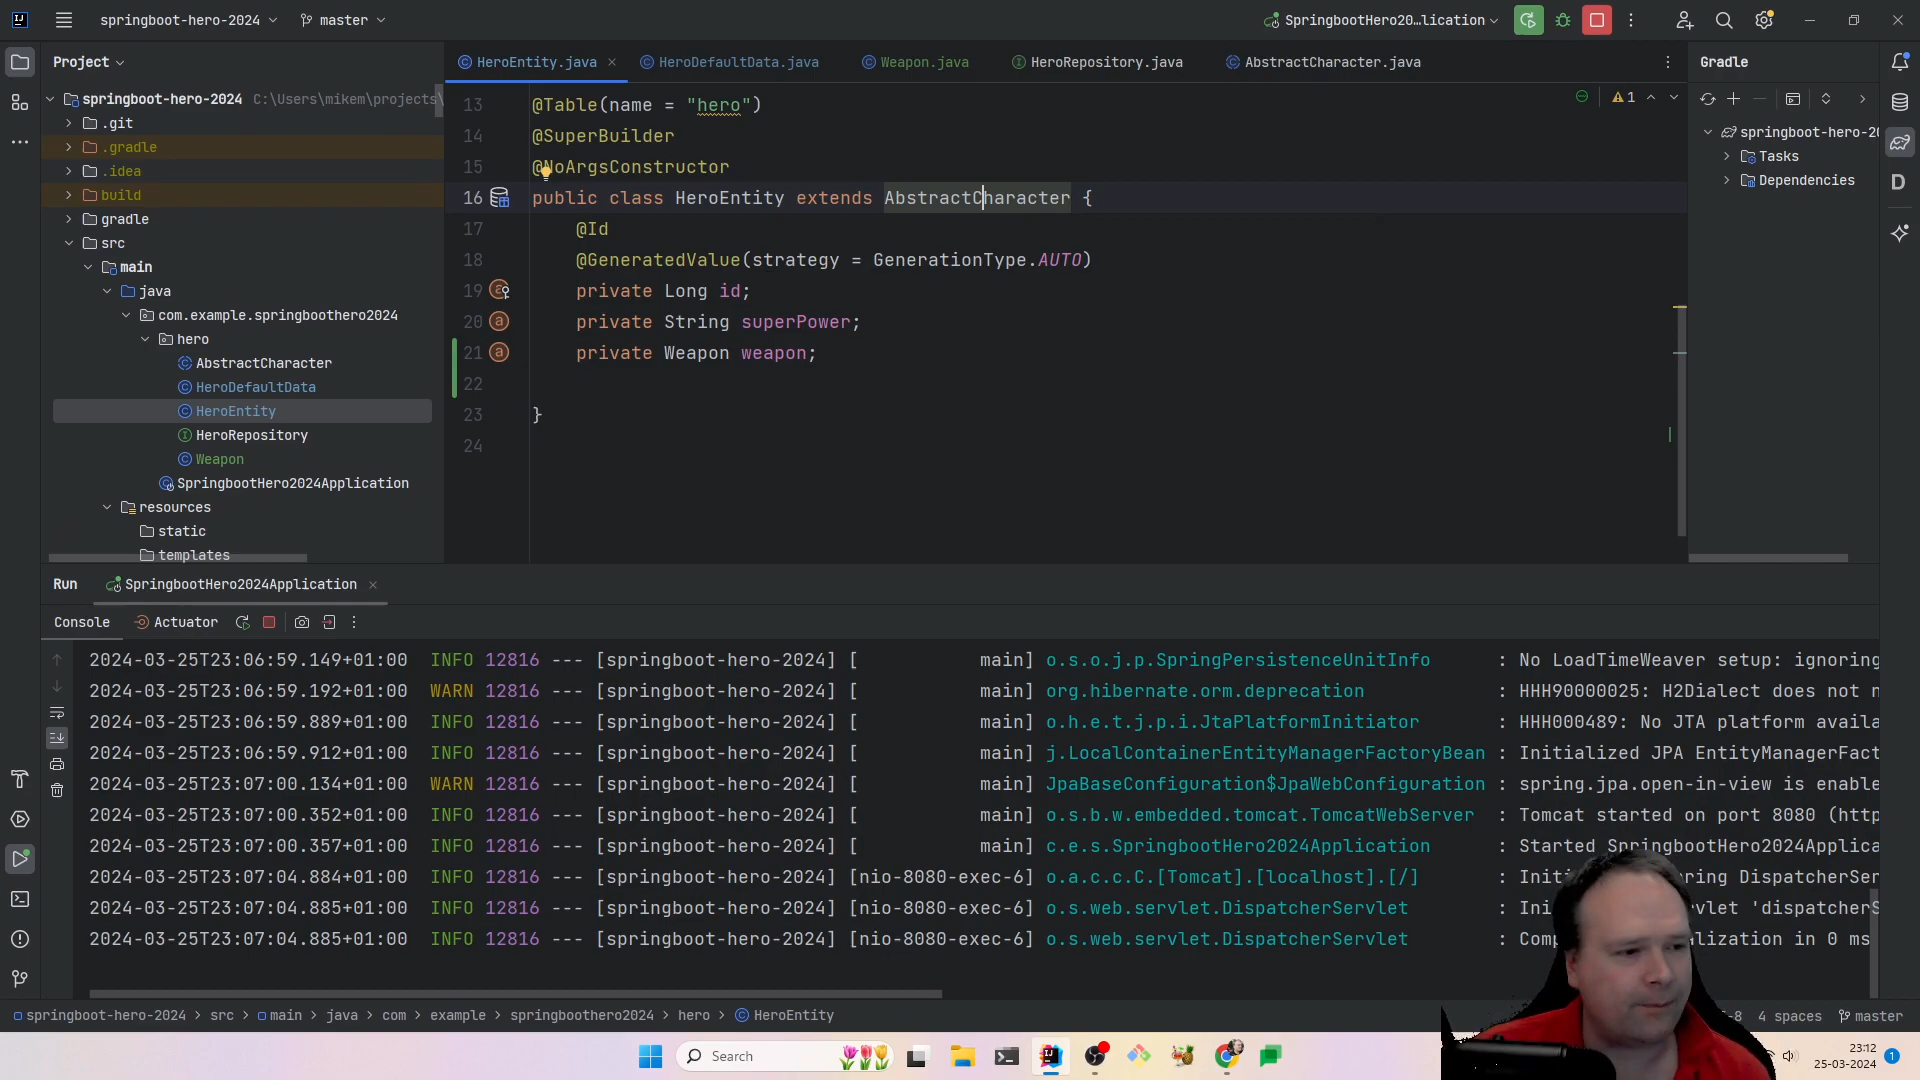 springboot-hero-2024
master
SpringbootHero20...lication
Project
HeroEntity.java
HeroDefaultData.java
Weapon.java
HeroRepository.java
AbstractCharacter.java
Gradle
springboot-hero-2024 C:\Users\mikem\projects\
.git
.gradle
.idea
build
gradle
src
main
java
com.example.springboothero2024
hero
AbstractCharacter
HeroDefaultData
HeroEntity
HeroRepository
Weapon
SpringbootHero2024Application
resources
static
templates
13 @Table(name = "hero")
14 @SuperBuilder
15 @NoArgsConstructor
16 public class HeroEntity extends AbstractCharacter {
17 @Id
18 @GeneratedValue(strategy = GenerationType.AUTO)
19 private Long id;
20 private String superPower;
21 private Weapon weapon;
22
23 }
24
1
springboot-hero-2
Tasks
Dependencies
Run
SpringbootHero2024Application
Console
Actuator
2024-03-25T23:06:59.149+01:00 INFO 12816 --- [springboot-hero-2024] [ main] o.s.o.j.p.SpringPersistenceUnitInfo : No LoadTimeWeaver setup: ignoring
2024-03-25T23:06:59.192+01:00 WARN 12816 --- [springboot-hero-2024] [ main] org.hibernate.orm.deprecation : HHH90000025: H2Dialect does not n
2024-03-25T23:06:59.889+01:00 INFO 12816 --- [springboot-hero-2024] [ main] o.h.e.t.j.p.i.JtaPlatformInitiator : HHH000489: No JTA platform availa
2024-03-25T23:06:59.912+01:00 INFO 12816 --- [springboot-hero-2024] [ main] j.LocalContainerEntityManagerFactoryBean : Initialized JPA EntityManagerFact
2024-03-25T23:07:00.134+01:00 WARN 12816 --- [springboot-hero-2024] [ main] JpaBaseConfiguration$JpaWebConfiguration : spring.jpa.open-in-view is enable
2024-03-25T23:07:00.352+01:00 INFO 12816 --- [springboot-hero-2024] [ main] o.s.b.w.embedded.tomcat.TomcatWebServer : Tomcat started on port 8080 (http
2024-03-25T23:07:00.357+01:00 INFO 12816 --- [springboot-hero-2024] [ main] c.e.s.SpringbootHero2024Application : Started SpringbootHero2024Applica
2024-03-25T23:07:04.884+01:00 INFO 12816 --- [springboot-hero-2024] [nio-8080-exec-6] o.a.c.c.C.[Tomcat].[localhost].[/] : Initi ring DispatcherSer
2024-03-25T23:07:04.885+01:00 INFO 12816 --- [springboot-hero-2024] [nio-8080-exec-6] o.s.web.servlet.DispatcherServlet : Ini rvlet 'dispatcherS
2024-03-25T23:07:04.885+01:00 INFO 12816 --- [springboot-hero-2024] [nio-8080-exec-6] o.s.web.servlet.DispatcherServlet : Comp alization in 0 ms
springboot-hero-2024 > src > main > java > com > example > springboothero2024 > hero > HeroEntity
-8 4 spaces master
Search
23:12
25-03-2024
1